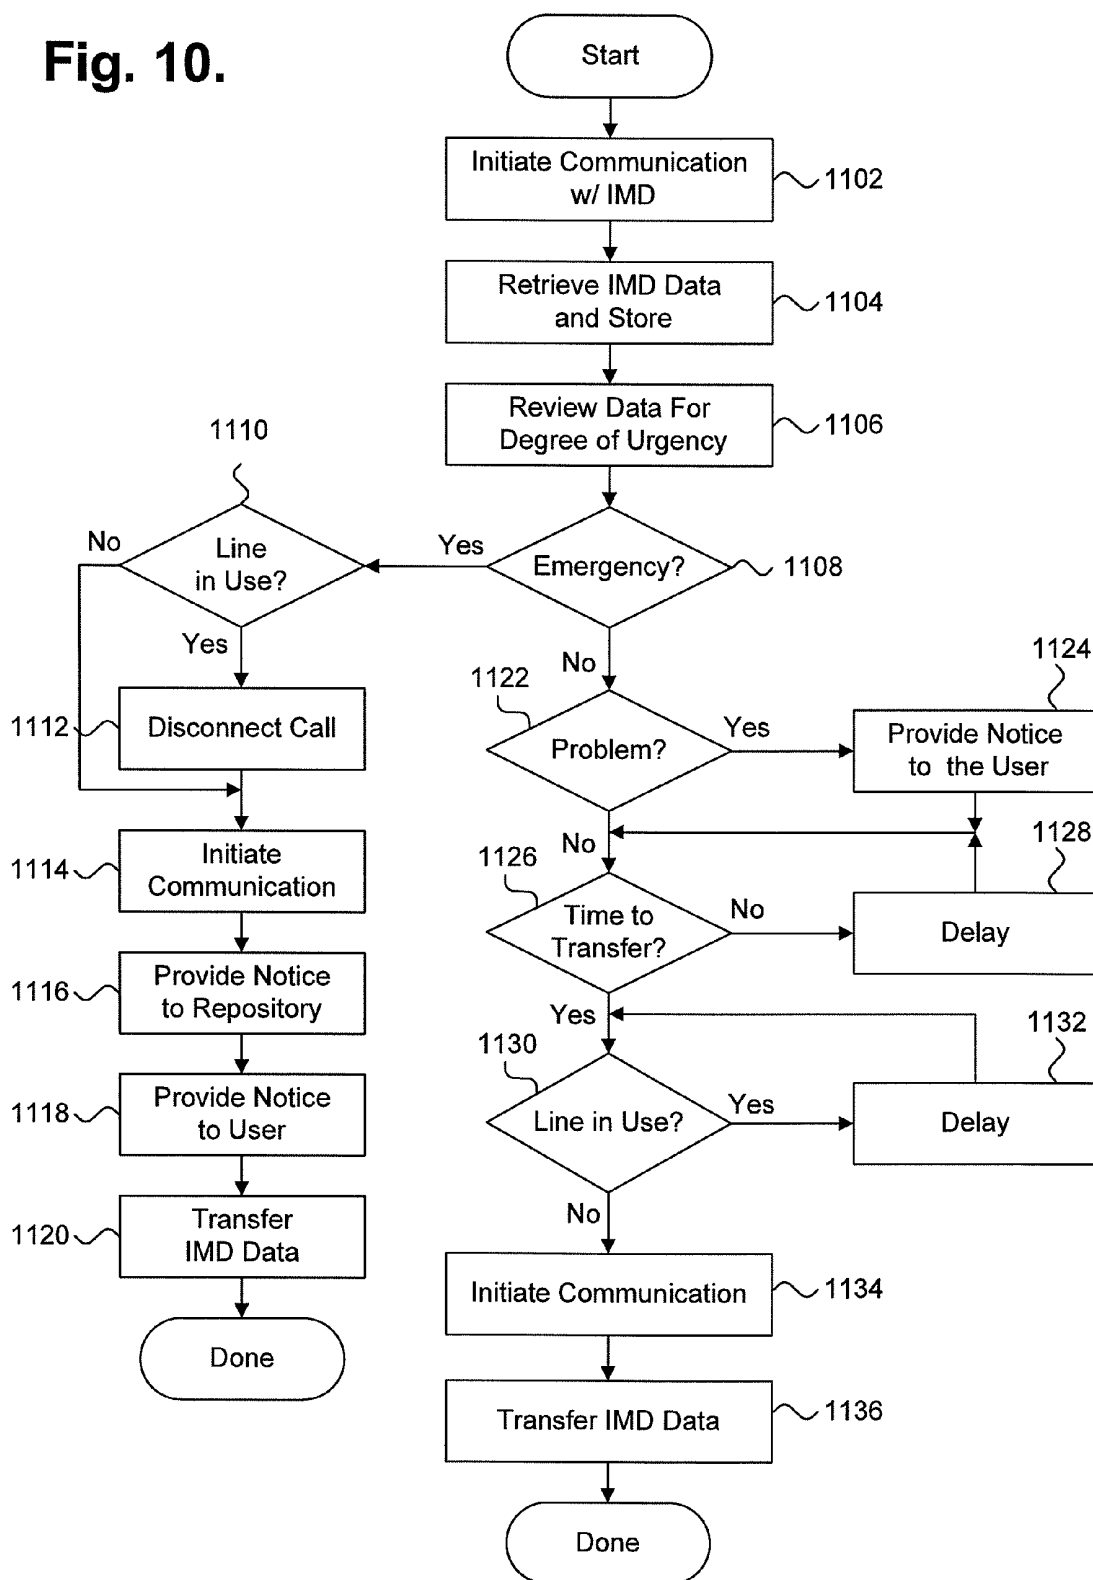 Fig. 10.
Start
Initiate Communication
w/ IMD
1102
Retrieve IMD Data
and Store
1104
Review Data For
Degree of Urgency
1106
Emergency?
1108
Yes
No
1110
Line
in Use?
No
Yes
1112
Disconnect Call
1114
Initiate
Communication
1116
Provide Notice
to Repository
1118
Provide Notice
to User
1120
Transfer
IMD Data
Done
1122
Problem?
Yes
No
1124
Provide Notice
to the User
1126
Time to
Transfer?
No
Yes
1128
Delay
1130
Line in Use?
Yes
No
1132
Delay
Initiate Communication
1134
Transfer IMD Data
1136
Done